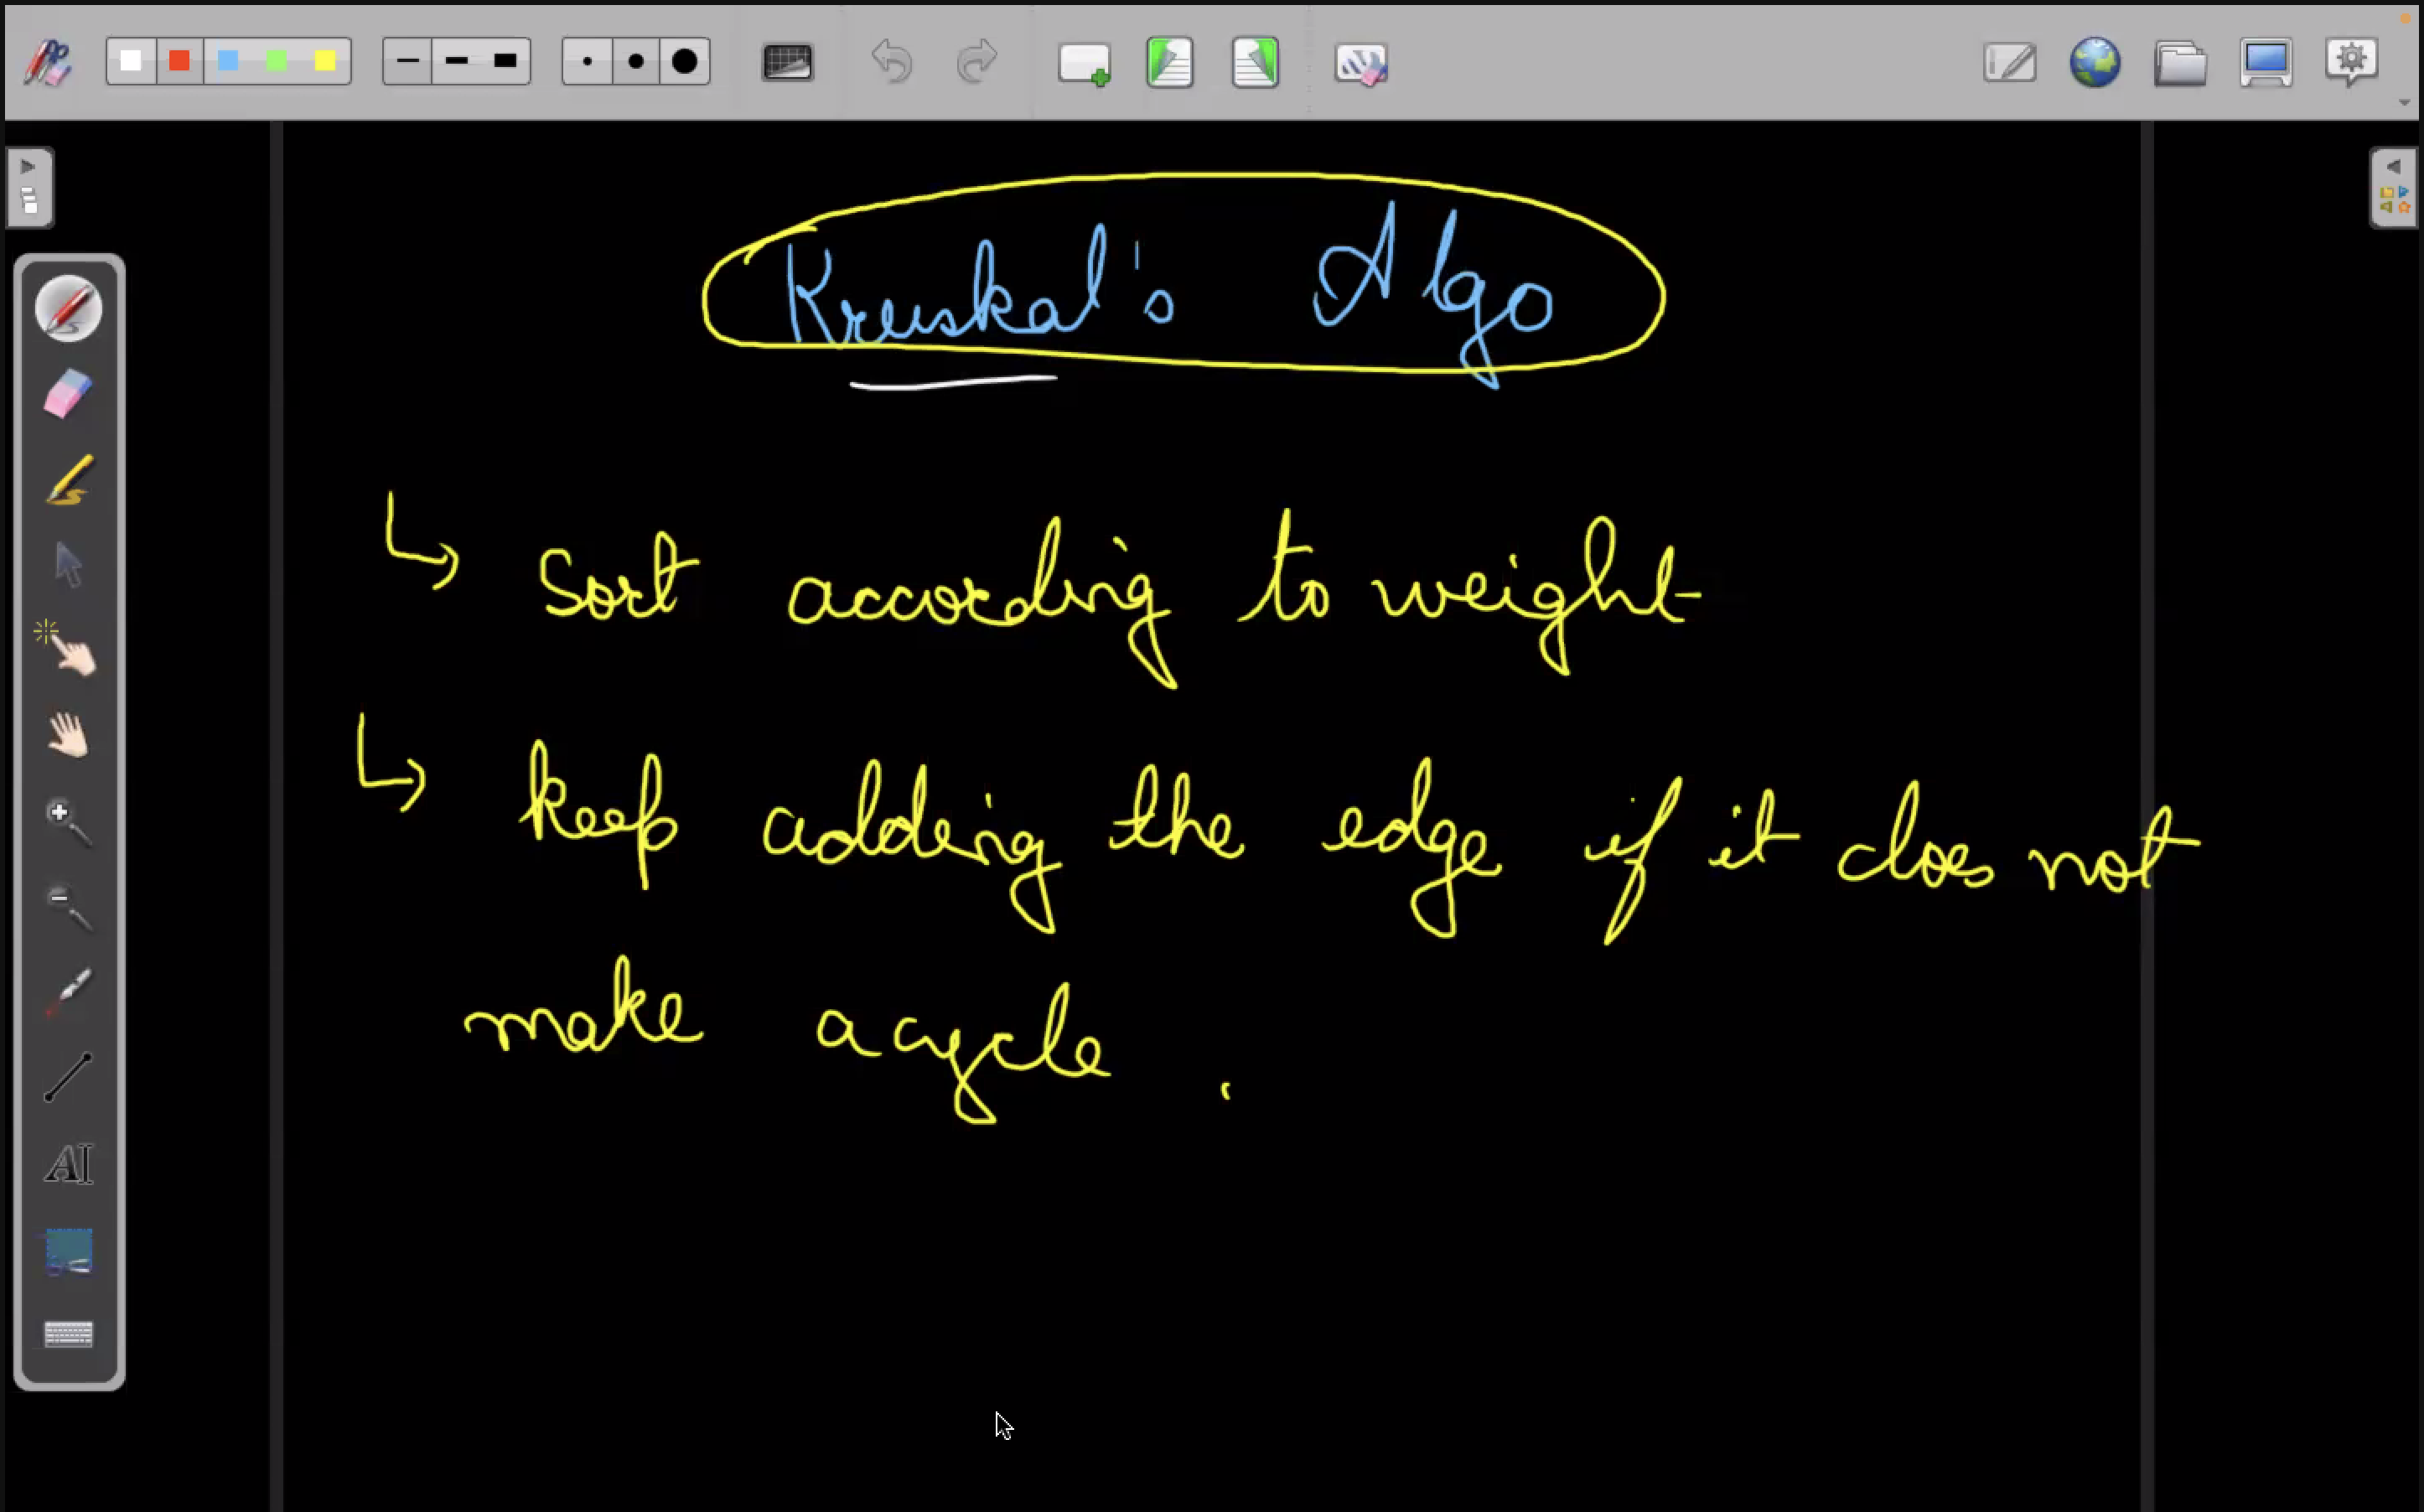 Kruskal's Algo
↳ Sort according to weight
↳ keep adding the edge if it does not
make a cycle .
AI